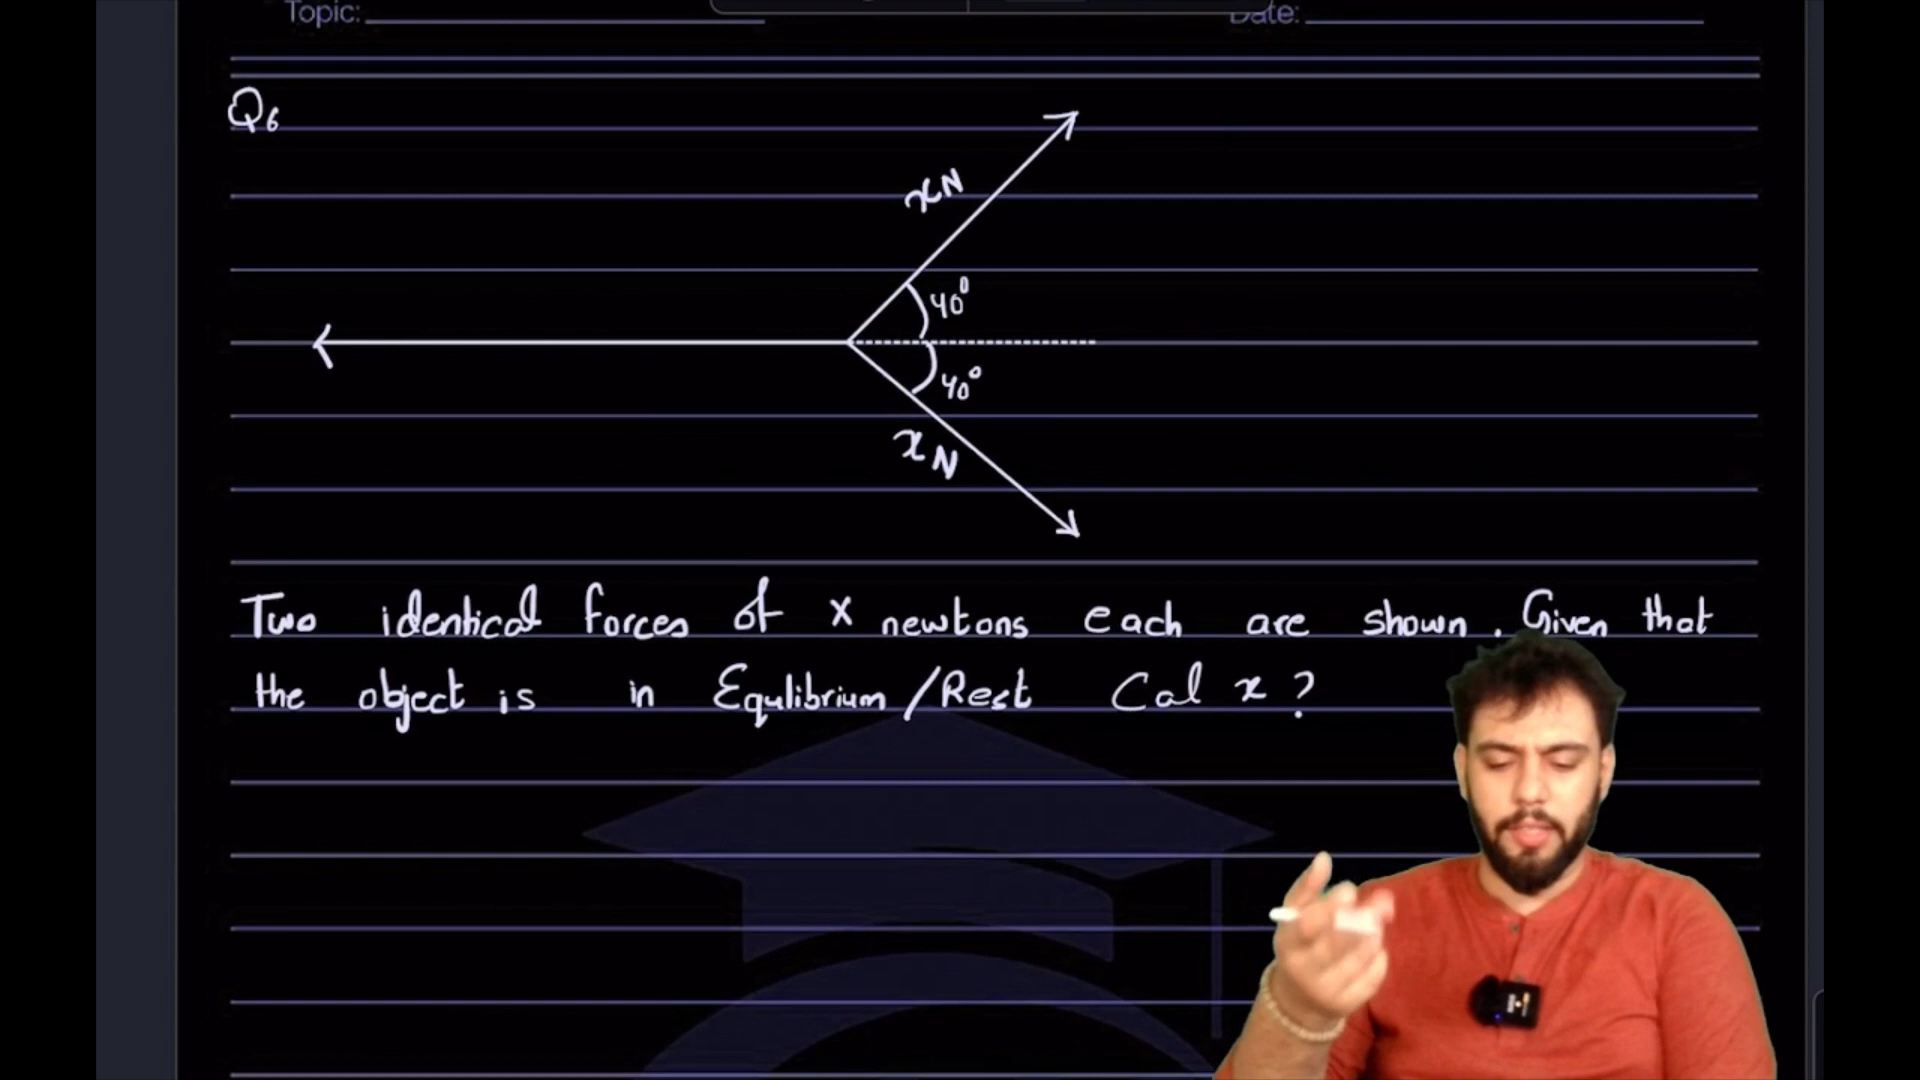 Topic:
Date:
Q6
xN
40°
40°
xN
Two identical forces of x newtons each are shown. Given that
the object is in Equlibrium/Rest Cal x?